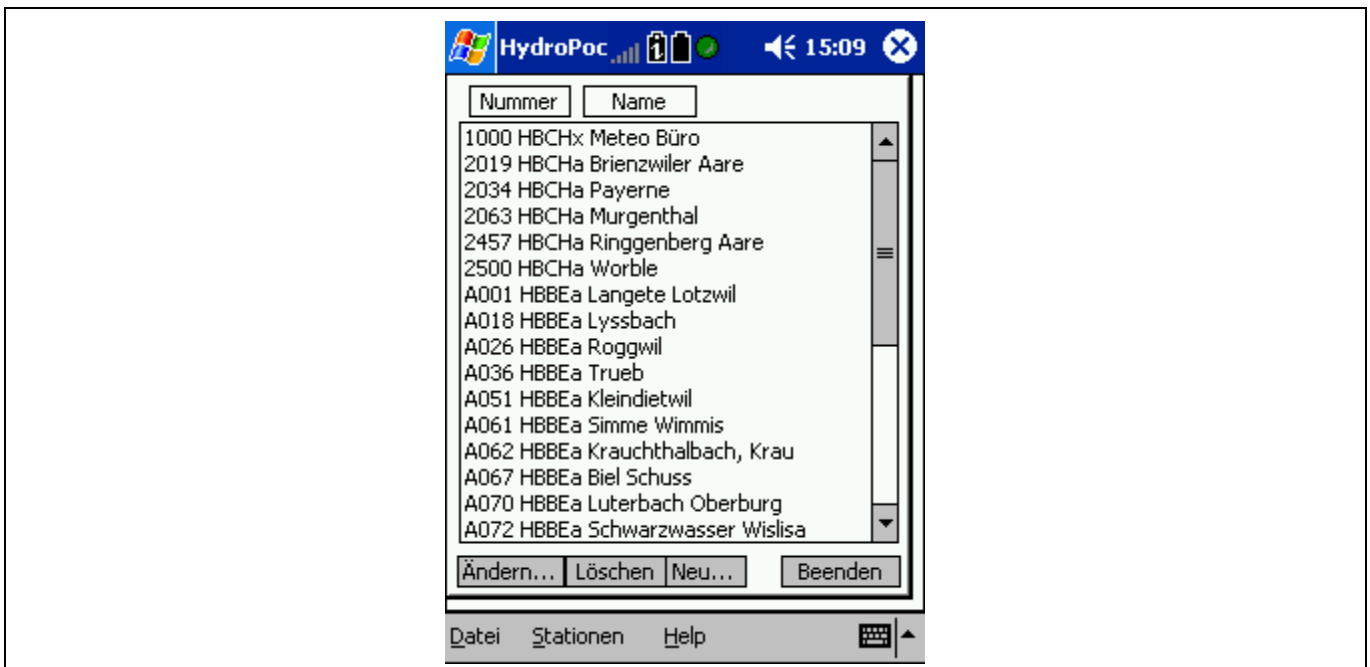 HydroPoc 15:09
Nummer Name
1000 HBCHx Meteo Büro
2019 HBCHa Brienzwiler Aare
2034 HBCHa Payerne
2063 HBCHa Murgenthal
2457 HBCHa Ringgenberg Aare
2500 HBCHa Worble
A001 HBBEa Langete Lotzwil
A018 HBBEa Lyssbach
A026 HBBEa Roggwil
A036 HBBEa Trueb
A051 HBBEa Kleindietwil
A061 HBBEa Simme Wimmis
A062 HBBEa Krauchthalbach, Krau
A067 HBBEa Biel Schuss
A070 HBBEa Luterbach Oberburg
A072 HBBEa Schwarzwasser Wislisa
Ändern... Löschen Neu... Beenden
Datei Stationen Help